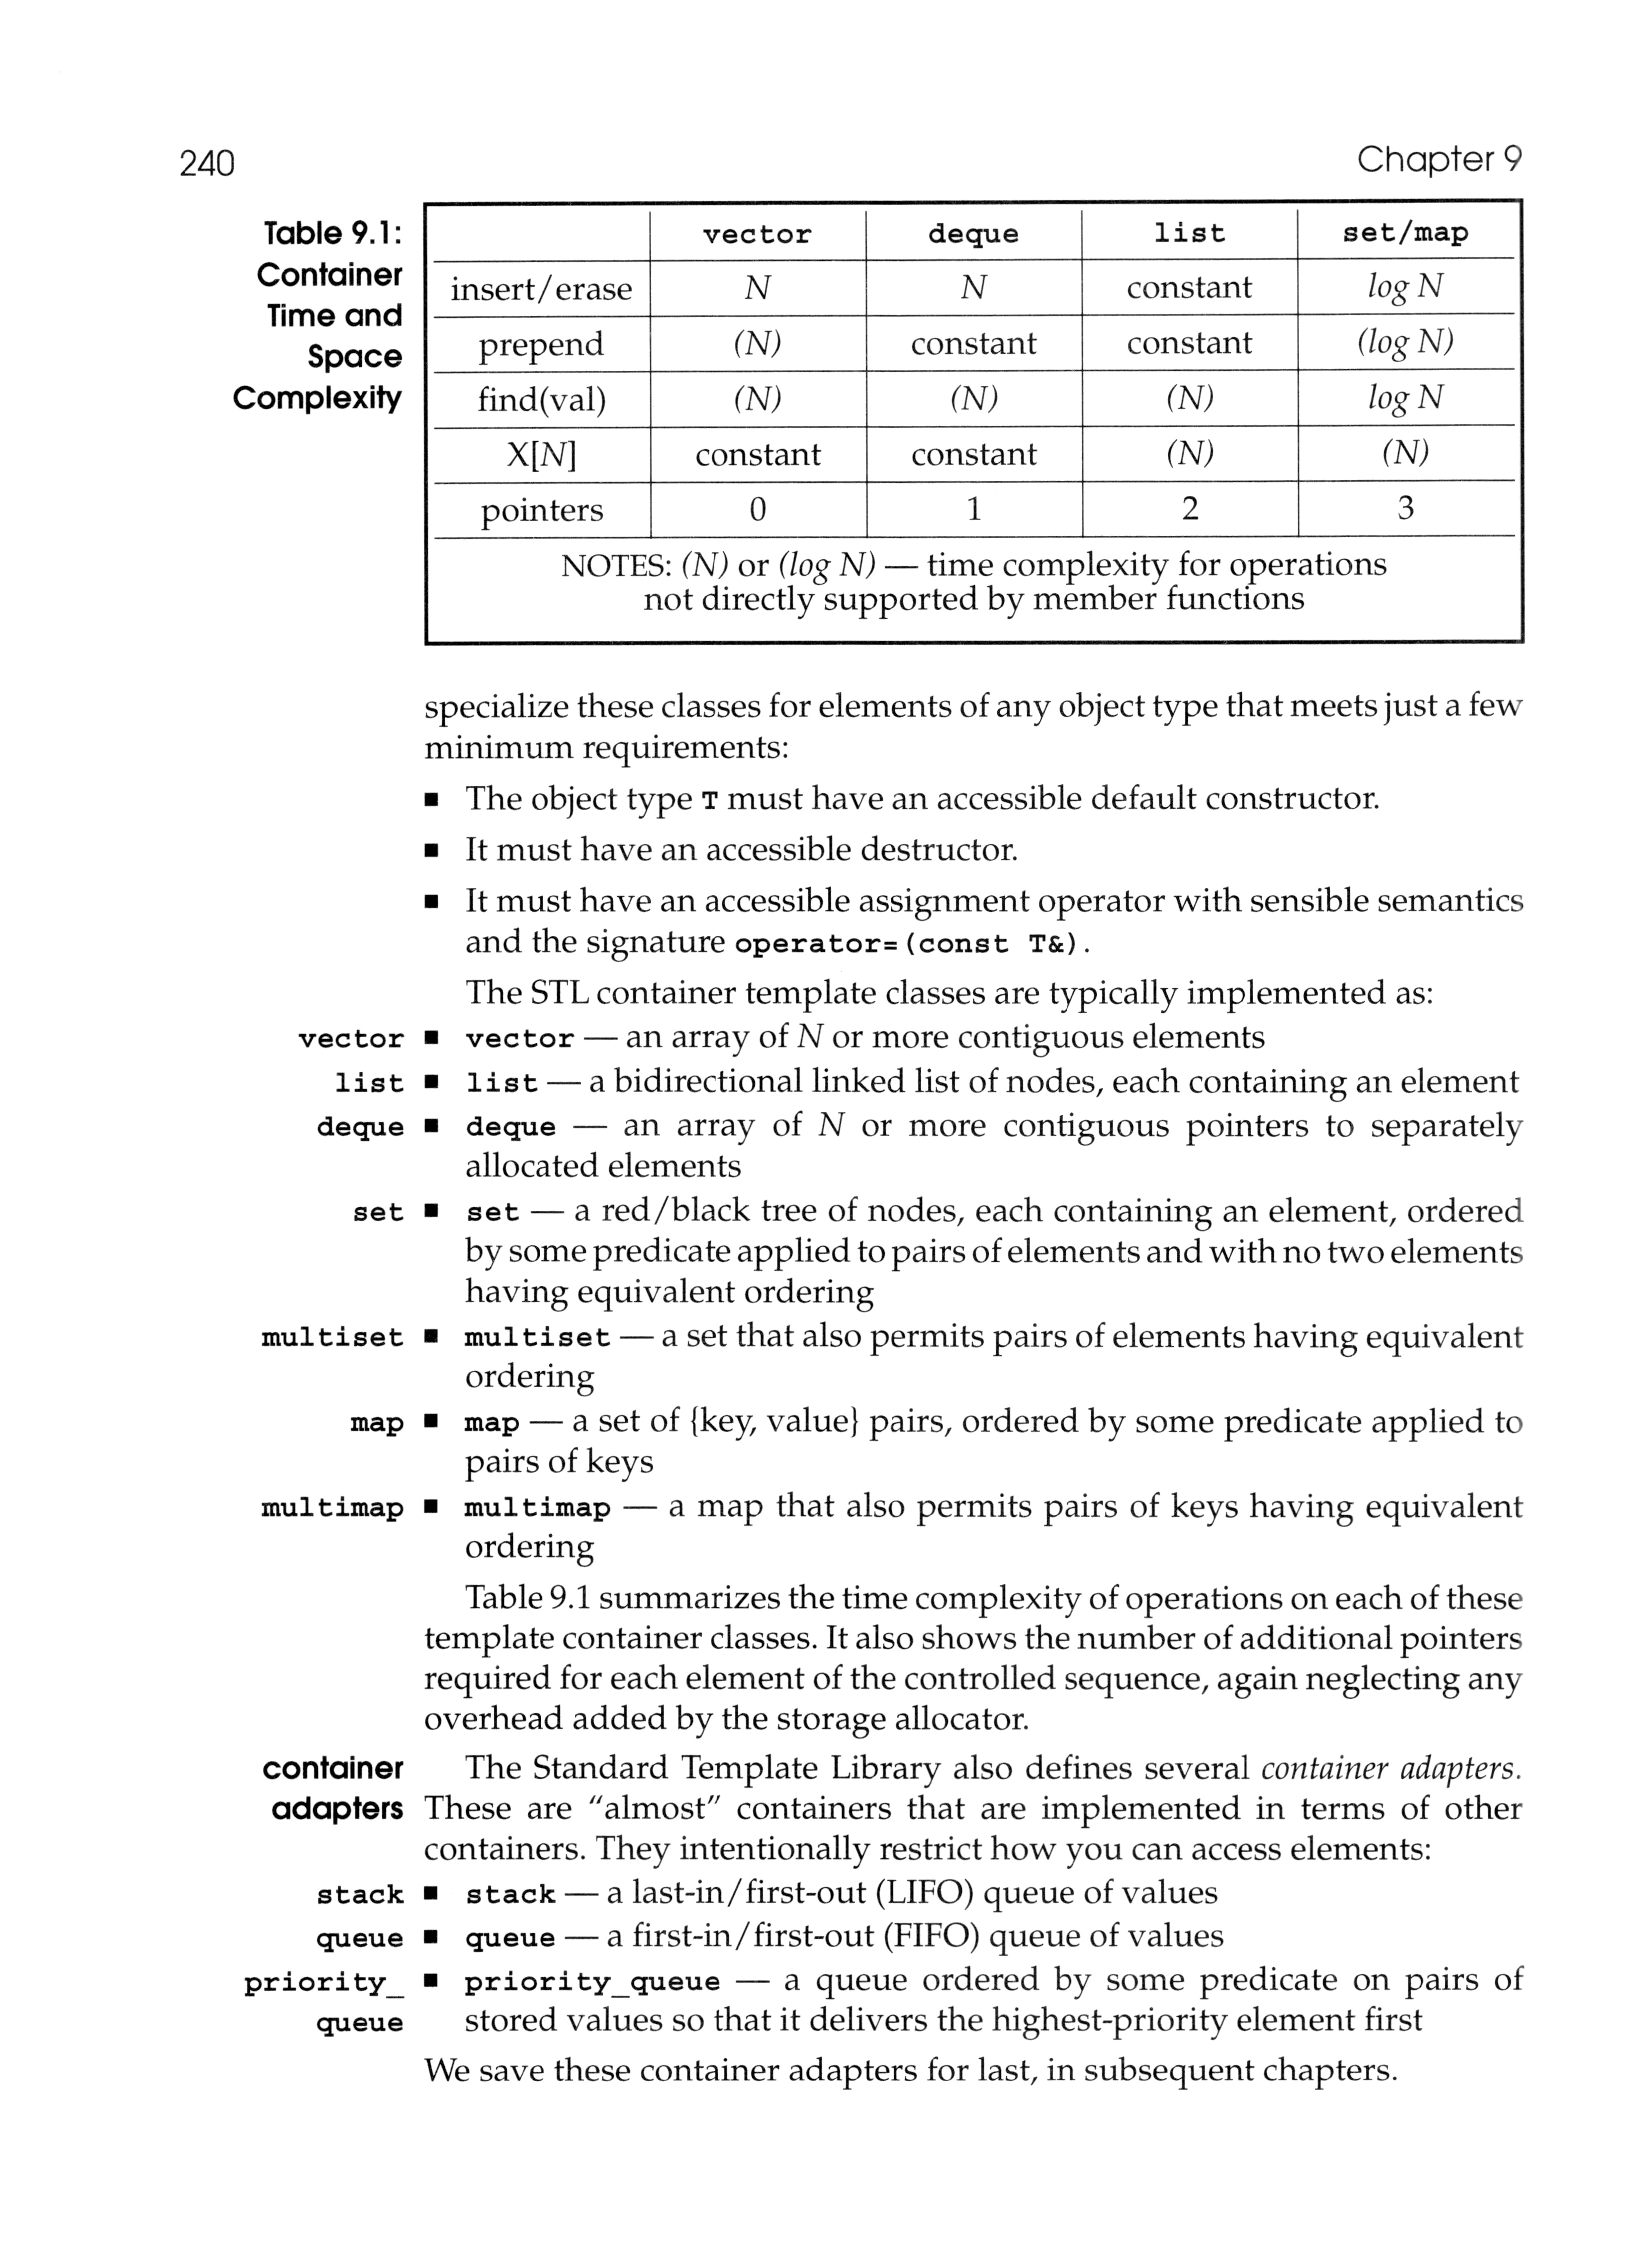 240
Chapter 9
Table 9.1:
Container
Time and
Space
Complexity
vector deque list set/map
insert/erase N N constant log N
prepend (N) constant constant (log N)
find(val) (N) (N) (N) log N
X[N] constant constant (N) (N)
pointers 0 1 2 3
NOTES: (N) or (log N) — time complexity for operations
not directly supported by member functions
specialize these classes for elements of any object type that meets just a few
minimum requirements:
■ The object type T must have an accessible default constructor.
■ It must have an accessible destructor.
■ It must have an accessible assignment operator with sensible semantics
and the signature operator=(const T&).
The STL container template classes are typically implemented as:
vector ■ vector — an array of N or more contiguous elements
list ■ list — a bidirectional linked list of nodes, each containing an element
deque ■ deque — an array of N or more contiguous pointers to separately
allocated elements
set ■ set — a red/black tree of nodes, each containing an element, ordered
by some predicate applied to pairs of elements and with no two elements
having equivalent ordering
multiset ■ multiset — a set that also permits pairs of elements having equivalent
ordering
map ■ map — a set of {key, value} pairs, ordered by some predicate applied to
pairs of keys
multimap ■ multimap — a map that also permits pairs of keys having equivalent
ordering
Table 9.1 summarizes the time complexity of operations on each of these
template container classes. It also shows the number of additional pointers
required for each element of the controlled sequence, again neglecting any
overhead added by the storage allocator.
container The Standard Template Library also defines several container adapters.
adapters These are "almost" containers that are implemented in terms of other
containers. They intentionally restrict how you can access elements:
stack ■ stack — a last-in/first-out (LIFO) queue of values
queue ■ queue — a first-in/first-out (FIFO) queue of values
priority_ ■ priority_queue — a queue ordered by some predicate on pairs of
queue stored values so that it delivers the highest-priority element first
We save these container adapters for last, in subsequent chapters.